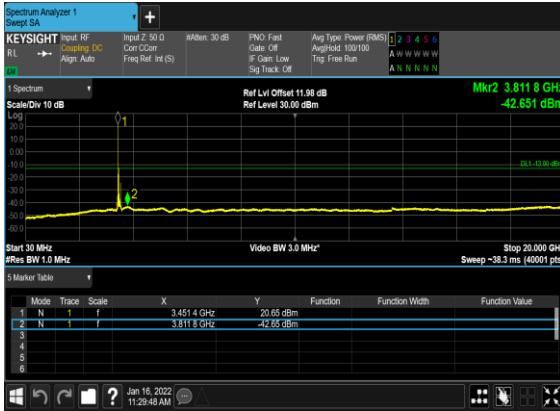 Spectrum Analyzer 1
Swept SA
+
KEYSIGHT
RL
Input: RF
Coupling: DC
Align: Auto
Input Z: 50 Ω
Corr CCorr
Freq Ref: Int (S)
#Atten: 30 dB
PNO: Fast
Gate: Off
IF Gain: Low
Sig Track: Off
Avg Type: Power (RMS)
Avg|Hold: 100/100
Trig: Free Run
1 2 3 4 5 6
A W W W W W
A N N N N N
1 Spectrum
Scale/Div 10 dB
Ref Lvl Offset 11.98 dB
Ref Level 30.00 dBm
Mkr2 3.811 8 GHz
-42.651 dBm
Log
20.0
10.0
0.00
-10.0
-20.0
-30.0
-40.0
-50.0
-60.0
1
2
DL1 -13.00 dBm
Start 30 MHz
#Res BW 1.0 MHz
Video BW 3.0 MHz*
Stop 20.000 GH
Sweep ~38.3 ms (40001 pts
5 Marker Table
Mode Trace Scale X Y Function Function Width Function Value
1 N 1 f 3.451 4 GHz 20.65 dBm
2 N 1 f 3.811 8 GHz -42.65 dBm
3
4
5
6
?
Jan 16, 2022
11:29:48 AM